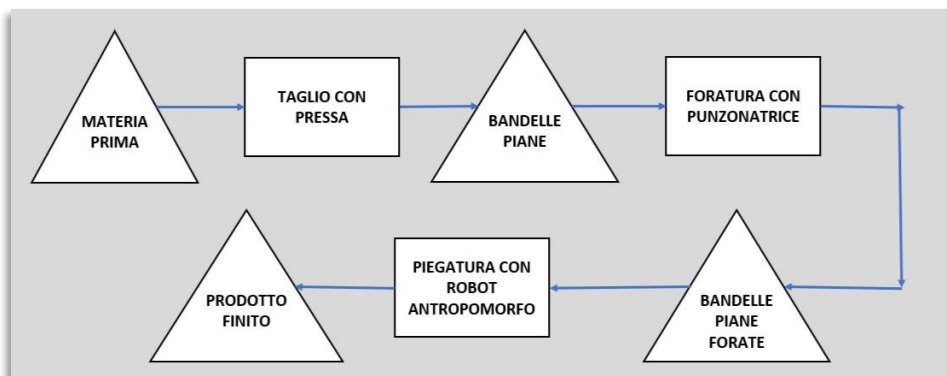 MATERIA
PRIMA
TAGLIO CON
PRESSA
BANDELLE
PIANE
FORATURA CON
PUNZONATRICE
PRODOTTO
FINITO
PIEGATURA CON
ROBOT
ANTROPOMORFO
BANDELLE
PIANE
FORATE